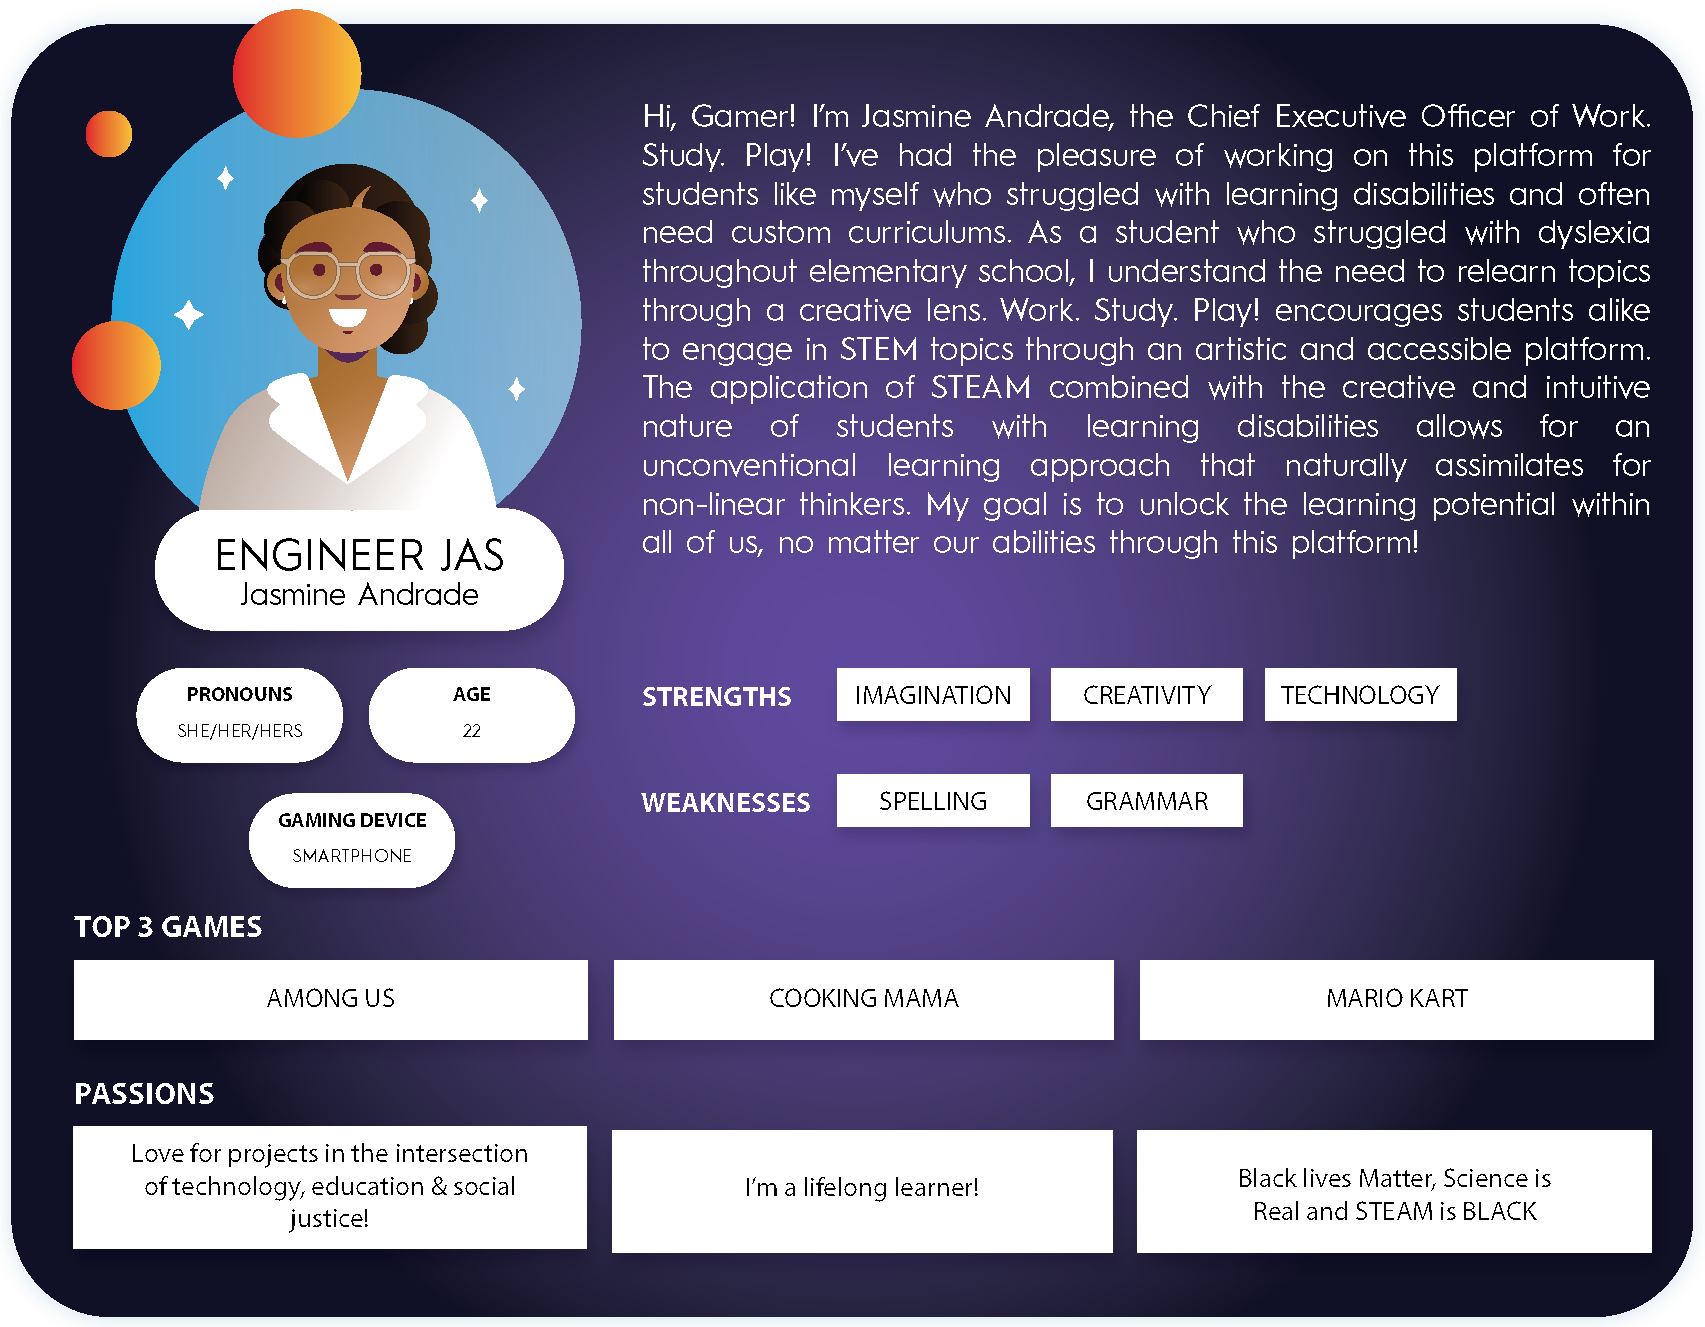 Hi, Gamer! I’m Jasmine Andrade, the Chief Executive Officer of Work.
Study. Play! I’ve had the pleasure of working on this platform for
students like myself who struggled with learning disabilities and often
need custom curriculums. As a student who struggled with dyslexia
throughout elementary school, I understand the need to relearn topics
through a creative lens. Work. Study. Play! encourages students alike
to engage in STEM topics through an artistic and accessible platform.
The application of STEAM combined with the creative and intuitive
nature of students with learning disabilities allows for an
unconventional learning approach that naturally assimilates for
non-linear thinkers. My goal is to unlock the learning potential within
all of us, no matter our abilities through this platform!
ENGINEER JAS
Jasmine Andrade
PRONOUNS
SHE/HER/HERS
AGE
22
GAMING DEVICE
SMARTPHONE
STRENGTHS
IMAGINATION
CREATIVITY
TECHNOLOGY
WEAKNESSES
SPELLING
GRAMMAR
TOP 3 GAMES
AMONG US
COOKING MAMA
MARIO KART
PASSIONS
Love for projects in the intersection
of technology, education & social
justice!
I’m a lifelong learner!
Black lives Matter, Science is
Real and STEAM is BLACK